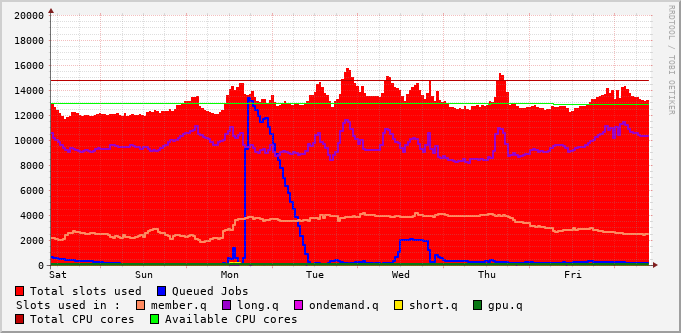 20000
18000
16000
14000
12000
10000
8000
6000
4000
2000
0
Sat Sun Mon Tue Wed Thu Fri
Total slots used Queued Jobs
Slots used in : member.q long.q ondemand.q short.q gpu.q
Total CPU cores Available CPU cores
RRDTOOL / TOBI OETIKER